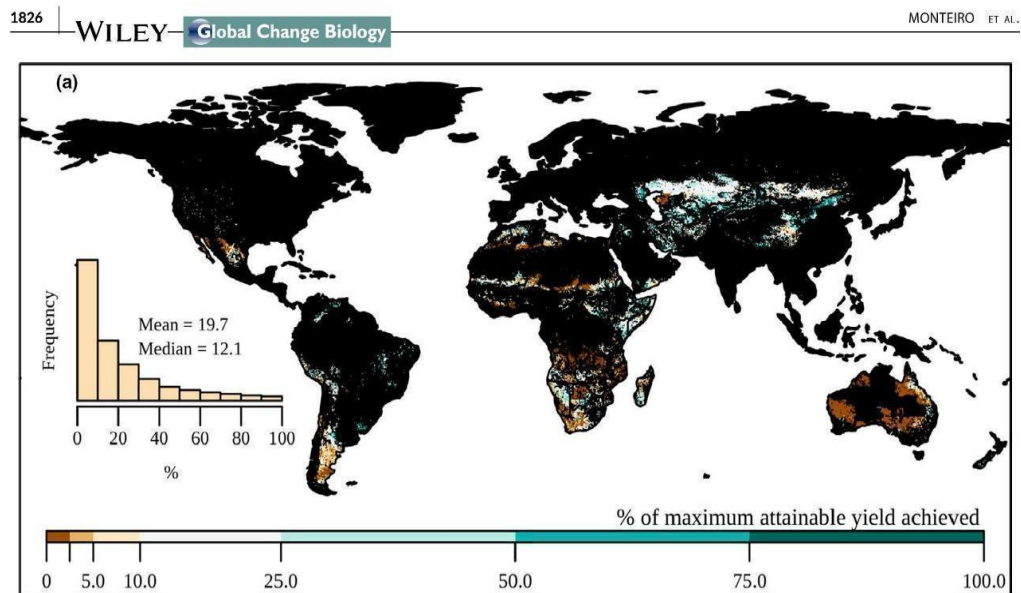 1826 WILEY Global Change Biology MONTEIRO ET AL.
(a)
Frequency
Mean = 19.7
Median = 12.1
0 20 40 60 80 100
%
% of maximum attainable yield achieved
0 5.0 10.0 25.0 50.0 75.0 100.0